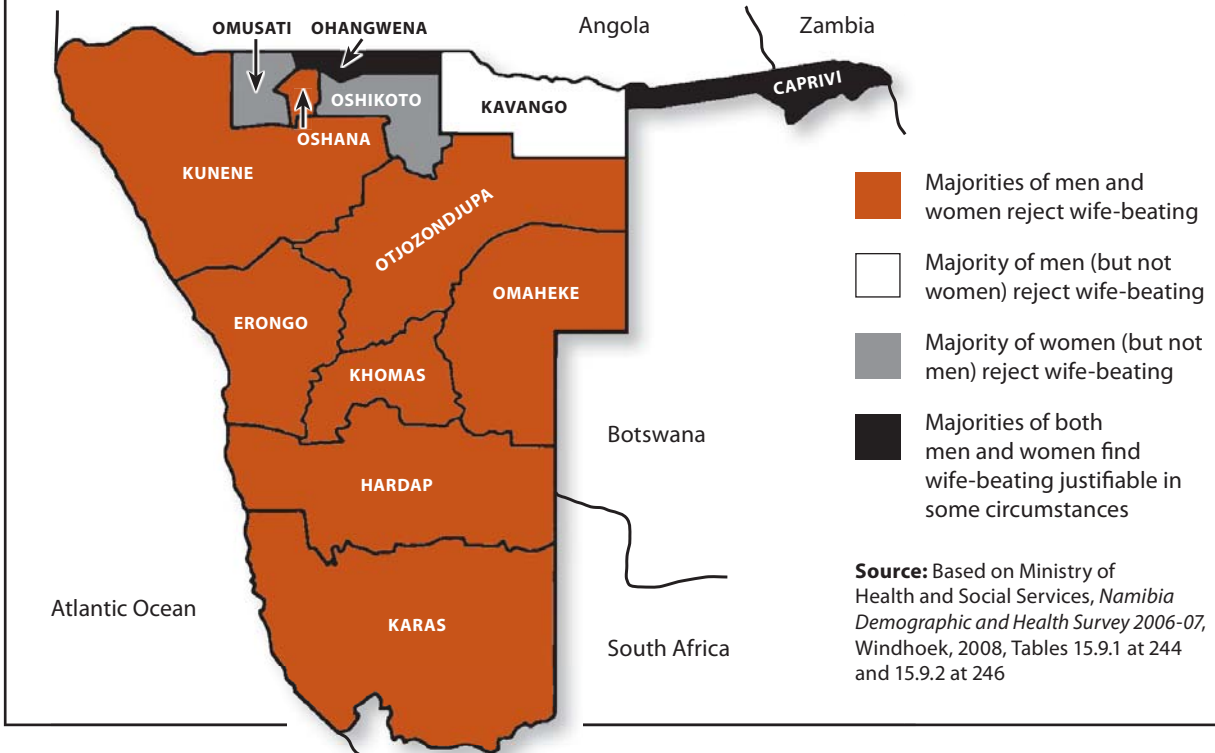 Angola
Zambia
OMUSATI
OHANGWENA
CAPRIVI
OSHIKOTO
KAVANGO
OSHANA
KUNENE
OTJOZONDJUPA
OMAHEKE
ERONGO
KHOMAS
Botswana
HARDAP
Atlantic Ocean
KARAS
South Africa
Majorities of men and
women reject wife-beating
Majority of men (but not
women) reject wife-beating
Majority of women (but not
men) reject wife-beating
Majorities of both
men and women find
wife-beating justifiable in
some circumstances
Source: Based on Ministry of
Health and Social Services, Namibia
Demographic and Health Survey 2006-07,
Windhoek, 2008, Tables 15.9.1 at 244
and 15.9.2 at 246